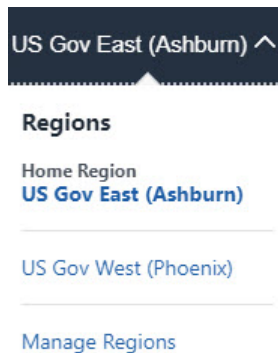 US Gov East (Ashburn)
Regions
Home Region
US Gov East (Ashburn)
US Gov West (Phoenix)
Manage Regions